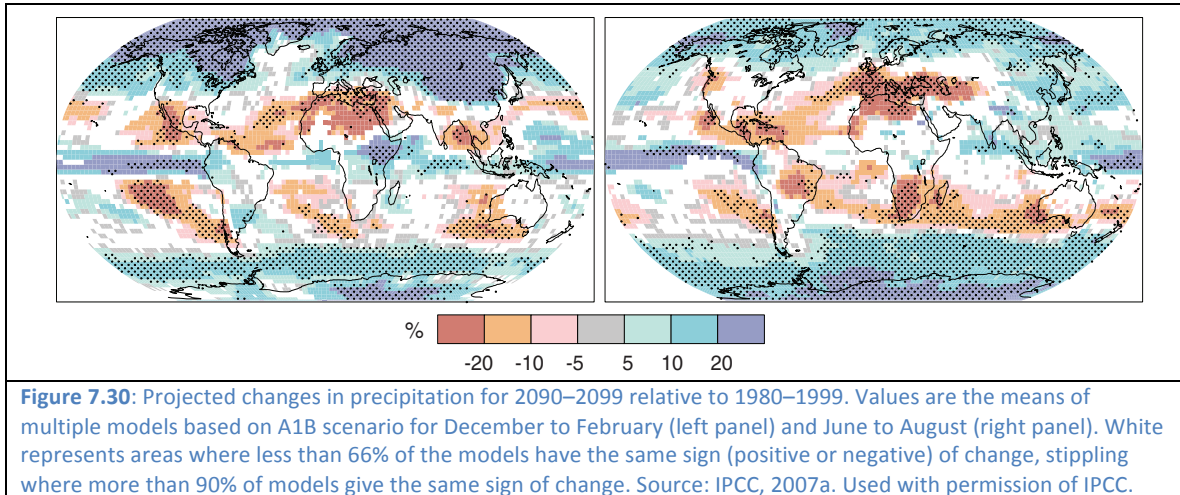 %
-20 -10 -5 5 10 20
Figure 7.30: Projected changes in precipitation for 2090–2099 relative to 1980–1999. Values are the means of
multiple models based on A1B scenario for December to February (left panel) and June to August (right panel). White
represents areas where less than 66% of the models have the same sign (positive or negative) of change, stippling
where more than 90% of models give the same sign of change. Source: IPCC, 2007a. Used with permission of IPCC.